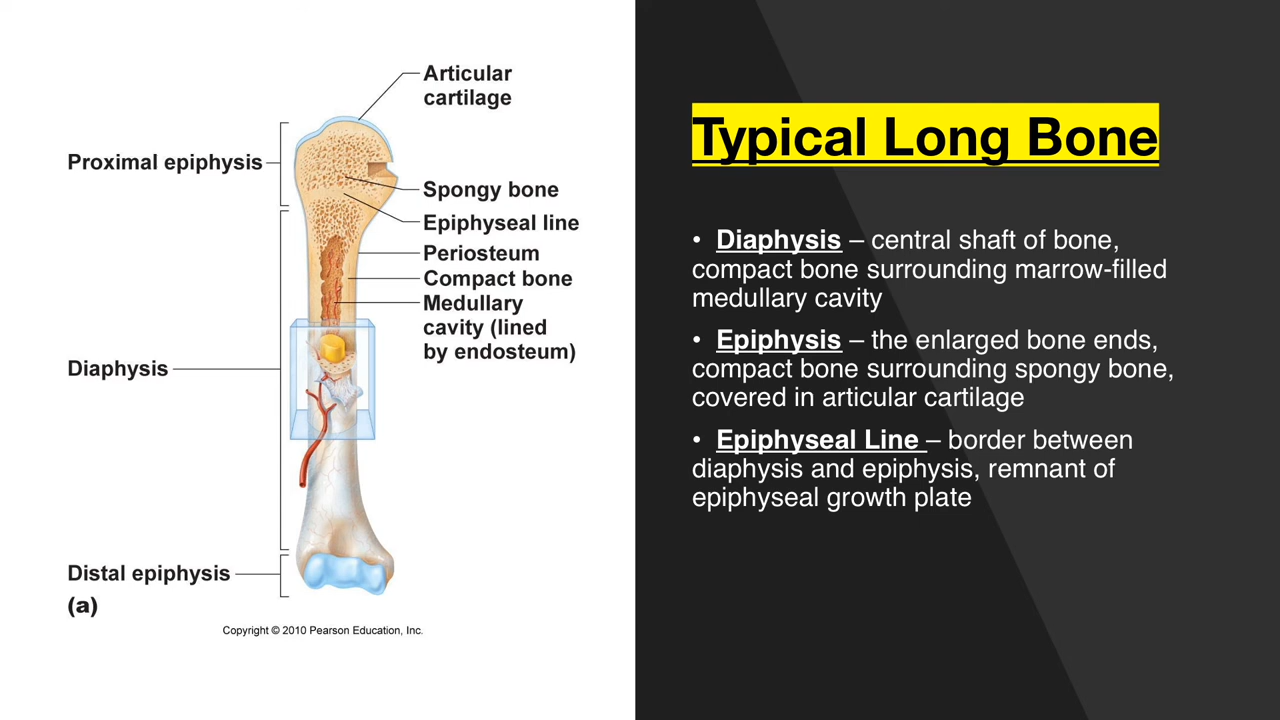 Articular
cartilage
Proximal epiphysis
Spongy bone
Epiphyseal line
Periosteum
Compact bone
Medullary
cavity (lined
by endosteum)
Diaphysis
Distal epiphysis
(a)
Copyright © 2010 Pearson Education, Inc.
Typical Long Bone
• Diaphysis – central shaft of bone,
compact bone surrounding marrow-filled
medullary cavity
• Epiphysis – the enlarged bone ends,
compact bone surrounding spongy bone,
covered in articular cartilage
• Epiphyseal Line – border between
diaphysis and epiphysis, remnant of
epiphyseal growth plate